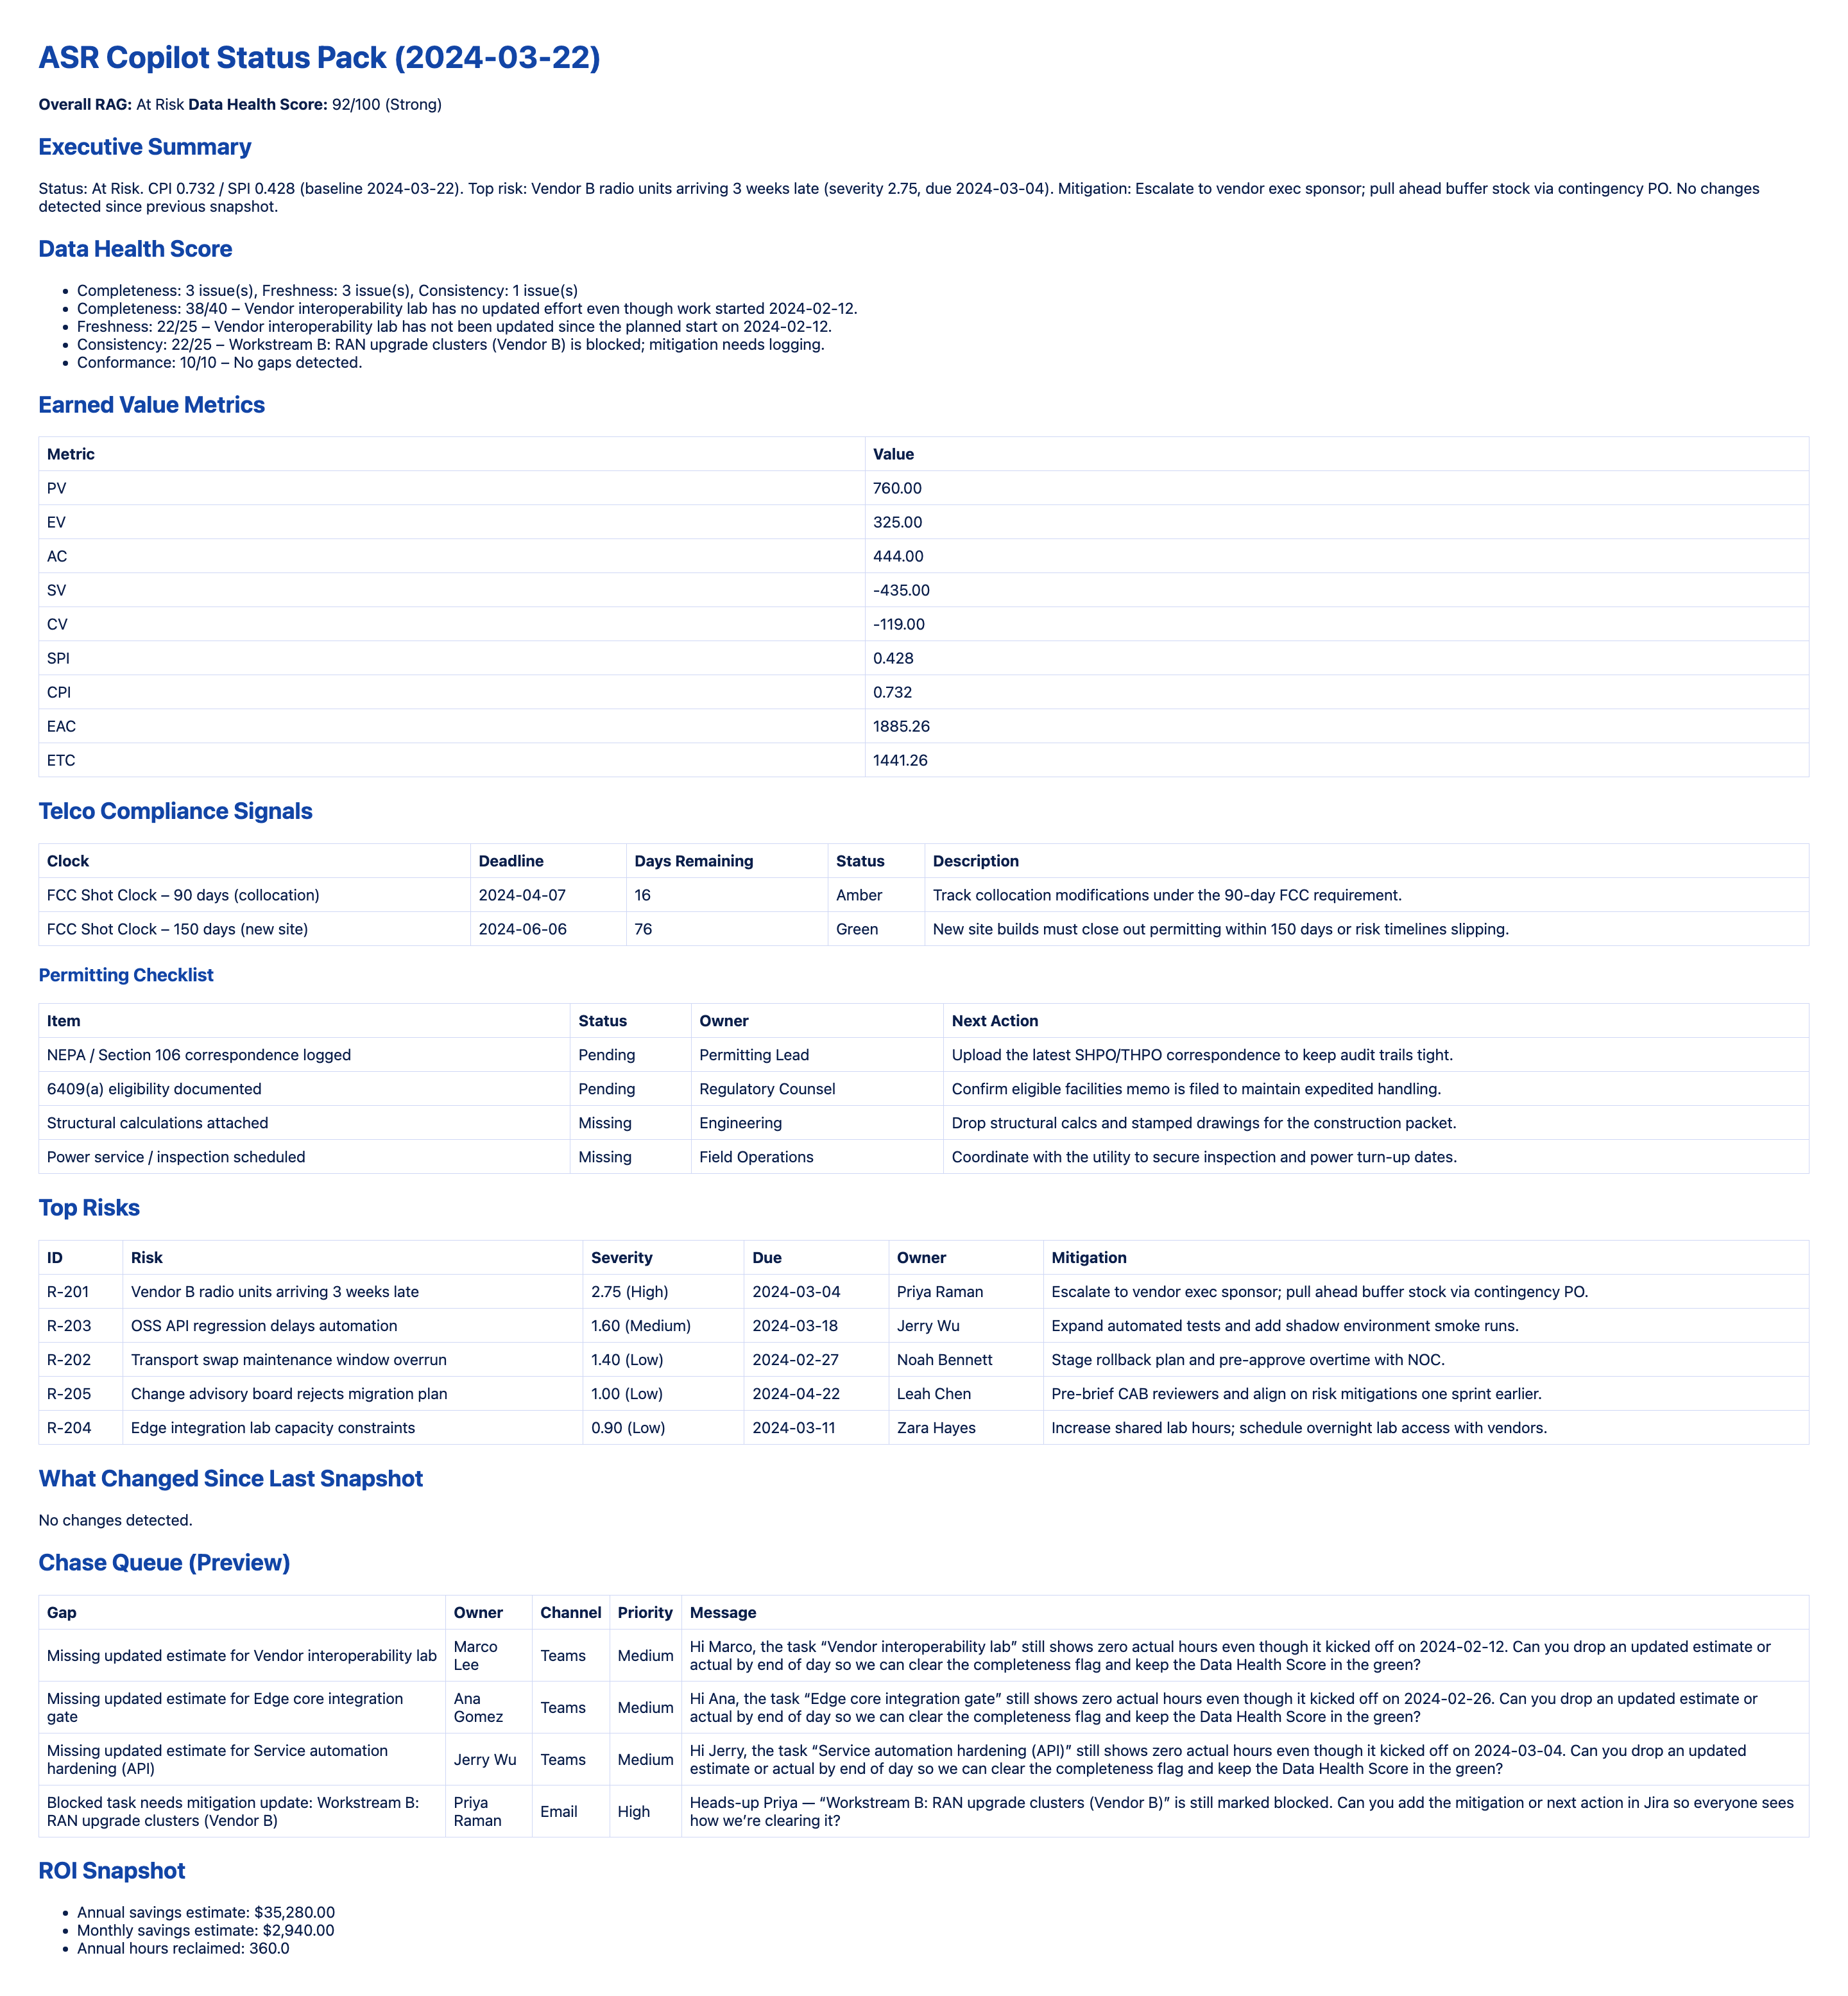 ASR Copilot Status Pack (2024-03-22)
Overall RAG: At Risk Data Health Score: 92/100 (Strong)
Executive Summary
Status: At Risk. CPI 0.732 / SPI 0.428 (baseline 2024-03-22). Top risk: Vendor B radio units arriving 3 weeks late (severity 2.75, due 2024-03-04). Mitigation: Escalate to vendor exec sponsor; pull ahead buffer stock via contingency PO. No changes
detected since previous snapshot.
Data Health Score
• Completeness: 3 issue(s), Freshness: 3 issue(s), Consistency: 1 issue(s)
• Completeness: 38/40 – Vendor interoperability lab has no updated effort even though work started 2024-02-12.
• Freshness: 22/25 – Vendor interoperability lab has not been updated since the planned start on 2024-02-12.
• Consistency: 22/25 – Workstream B: RAN upgrade clusters (Vendor B) is blocked; mitigation needs logging.
• Conformance: 10/10 – No gaps detected.
Earned Value Metrics
Metric Value
PV 760.00
EV 325.00
AC 444.00
SV -435.00
CV -119.00
SPI 0.428
CPI 0.732
EAC 1885.26
ETC 1441.26
Telco Compliance Signals
Clock Deadline Days Remaining Status Description
FCC Shot Clock – 90 days (collocation) 2024-04-07 16 Amber Track collocation modifications under the 90-day FCC requirement.
FCC Shot Clock – 150 days (new site) 2024-06-06 76 Green New site builds must close out permitting within 150 days or risk timelines slipping.
Permitting Checklist
Item Status Owner Next Action
NEPA / Section 106 correspondence logged Pending Permitting Lead Upload the latest SHPO/THPO correspondence to keep audit trails tight.
6409(a) eligibility documented Pending Regulatory Counsel Confirm eligible facilities memo is filed to maintain expedited handling.
Structural calculations attached Missing Engineering Drop structural calcs and stamped drawings for the construction packet.
Power service / inspection scheduled Missing Field Operations Coordinate with the utility to secure inspection and power turn-up dates.
Top Risks
ID Risk Severity Due Owner Mitigation
R-201 Vendor B radio units arriving 3 weeks late 2.75 (High) 2024-03-04 Priya Raman Escalate to vendor exec sponsor; pull ahead buffer stock via contingency PO.
R-203 OSS API regression delays automation 1.60 (Medium) 2024-03-18 Jerry Wu Expand automated tests and add shadow environment smoke runs.
R-202 Transport swap maintenance window overrun 1.40 (Low) 2024-02-27 Noah Bennett Stage rollback plan and pre-approve overtime with NOC.
R-205 Change advisory board rejects migration plan 1.00 (Low) 2024-04-22 Leah Chen Pre-brief CAB reviewers and align on risk mitigations one sprint earlier.
R-204 Edge integration lab capacity constraints 0.90 (Low) 2024-03-11 Zara Hayes Increase shared lab hours; schedule overnight lab access with vendors.
What Changed Since Last Snapshot
No changes detected.
Chase Queue (Preview)
Gap Owner Channel Priority Message
Missing updated estimate for Vendor interoperability lab
Marco
Lee
Teams
Medium
Hi Marco, the task “Vendor interoperability lab” still shows zero actual hours even though it kicked off on 2024-02-12. Can you drop an updated estimate or
actual by end of day so we can clear the completeness flag and keep the Data Health Score in the green?
Missing updated estimate for Edge core integration
gate
Ana
Gomez
Teams
Medium
Hi Ana, the task “Edge core integration gate” still shows zero actual hours even though it kicked off on 2024-02-26. Can you drop an updated estimate or
actual by end of day so we can clear the completeness flag and keep the Data Health Score in the green?
Missing updated estimate for Service automation
hardening (API)
Jerry Wu
Teams
Medium
Hi Jerry, the task “Service automation hardening (API)” still shows zero actual hours even though it kicked off on 2024-03-04. Can you drop an updated
estimate or actual by end of day so we can clear the completeness flag and keep the Data Health Score in the green?
Blocked task needs mitigation update: Workstream B:
RAN upgrade clusters (Vendor B)
Priya
Raman
Email
High
Heads-up Priya — “Workstream B: RAN upgrade clusters (Vendor B)” is still marked blocked. Can you add the mitigation or next action in Jira so everyone sees
how we’re clearing it?
ROI Snapshot
• Annual savings estimate: $35,280.00
• Monthly savings estimate: $2,940.00
• Annual hours reclaimed: 360.0